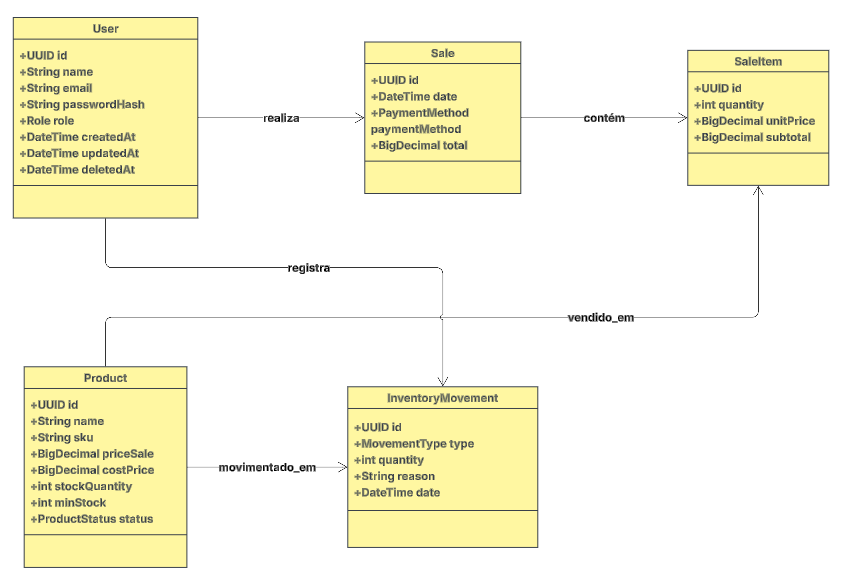 User
+UUID id
+String name
+String email
+String passwordHash
+Role role
+DateTime createdAt
+DateTime updatedAt
+DateTime deletedAt
realiza
Sale
+UUID id
+DateTime date
+PaymentMethod
paymentMethod
+BigDecimal total
contém
SaleItem
+UUID id
+int quantity
+BigDecimal unitPrice
+BigDecimal subtotal
registra
vendido_em
Product
+UUID id
+String name
+String sku
+BigDecimal priceSale
+BigDecimal costPrice
+int stockQuantity
+int minStock
+ProductStatus status
movimentado_em
InventoryMovement
+UUID id
+MovementType type
+int quantity
+String reason
+DateTime date